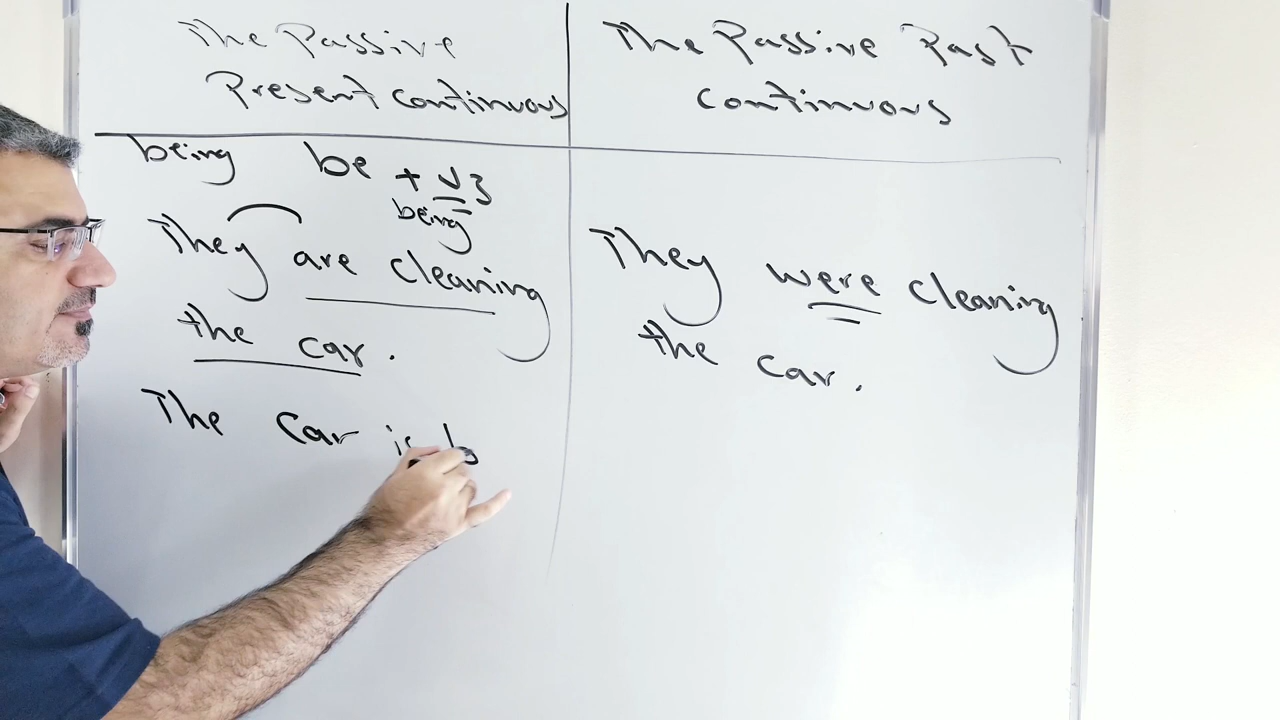 The Passive
Present continuous
being be + V3
being
They are cleaning
the car.
The car is b
The Passive Past
continuous
They were cleaning
the car.